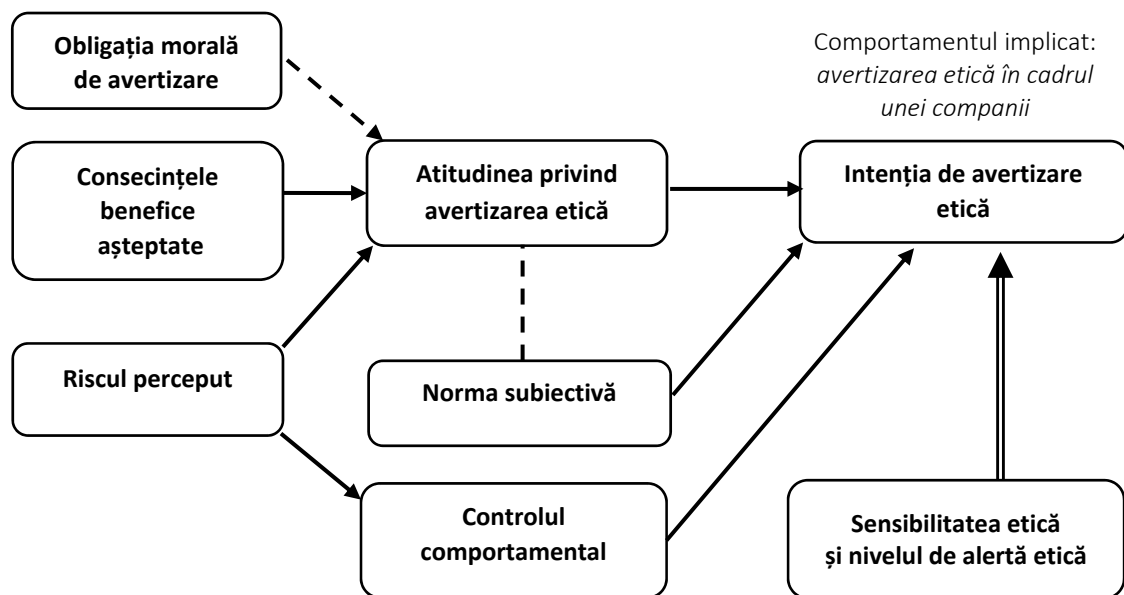 Obligația morală
de avertizare
Comportamentul implicat:
avertizarea etică în cadrul
unei companii
Consecințele
benefice
așteptate
Atitudinea privind
avertizarea etică
Intenția de avertizare
etică
Riscul perceput
Norma subiectivă
Controlul
comportamental
Sensibilitatea etică
și nivelul de alertă etică